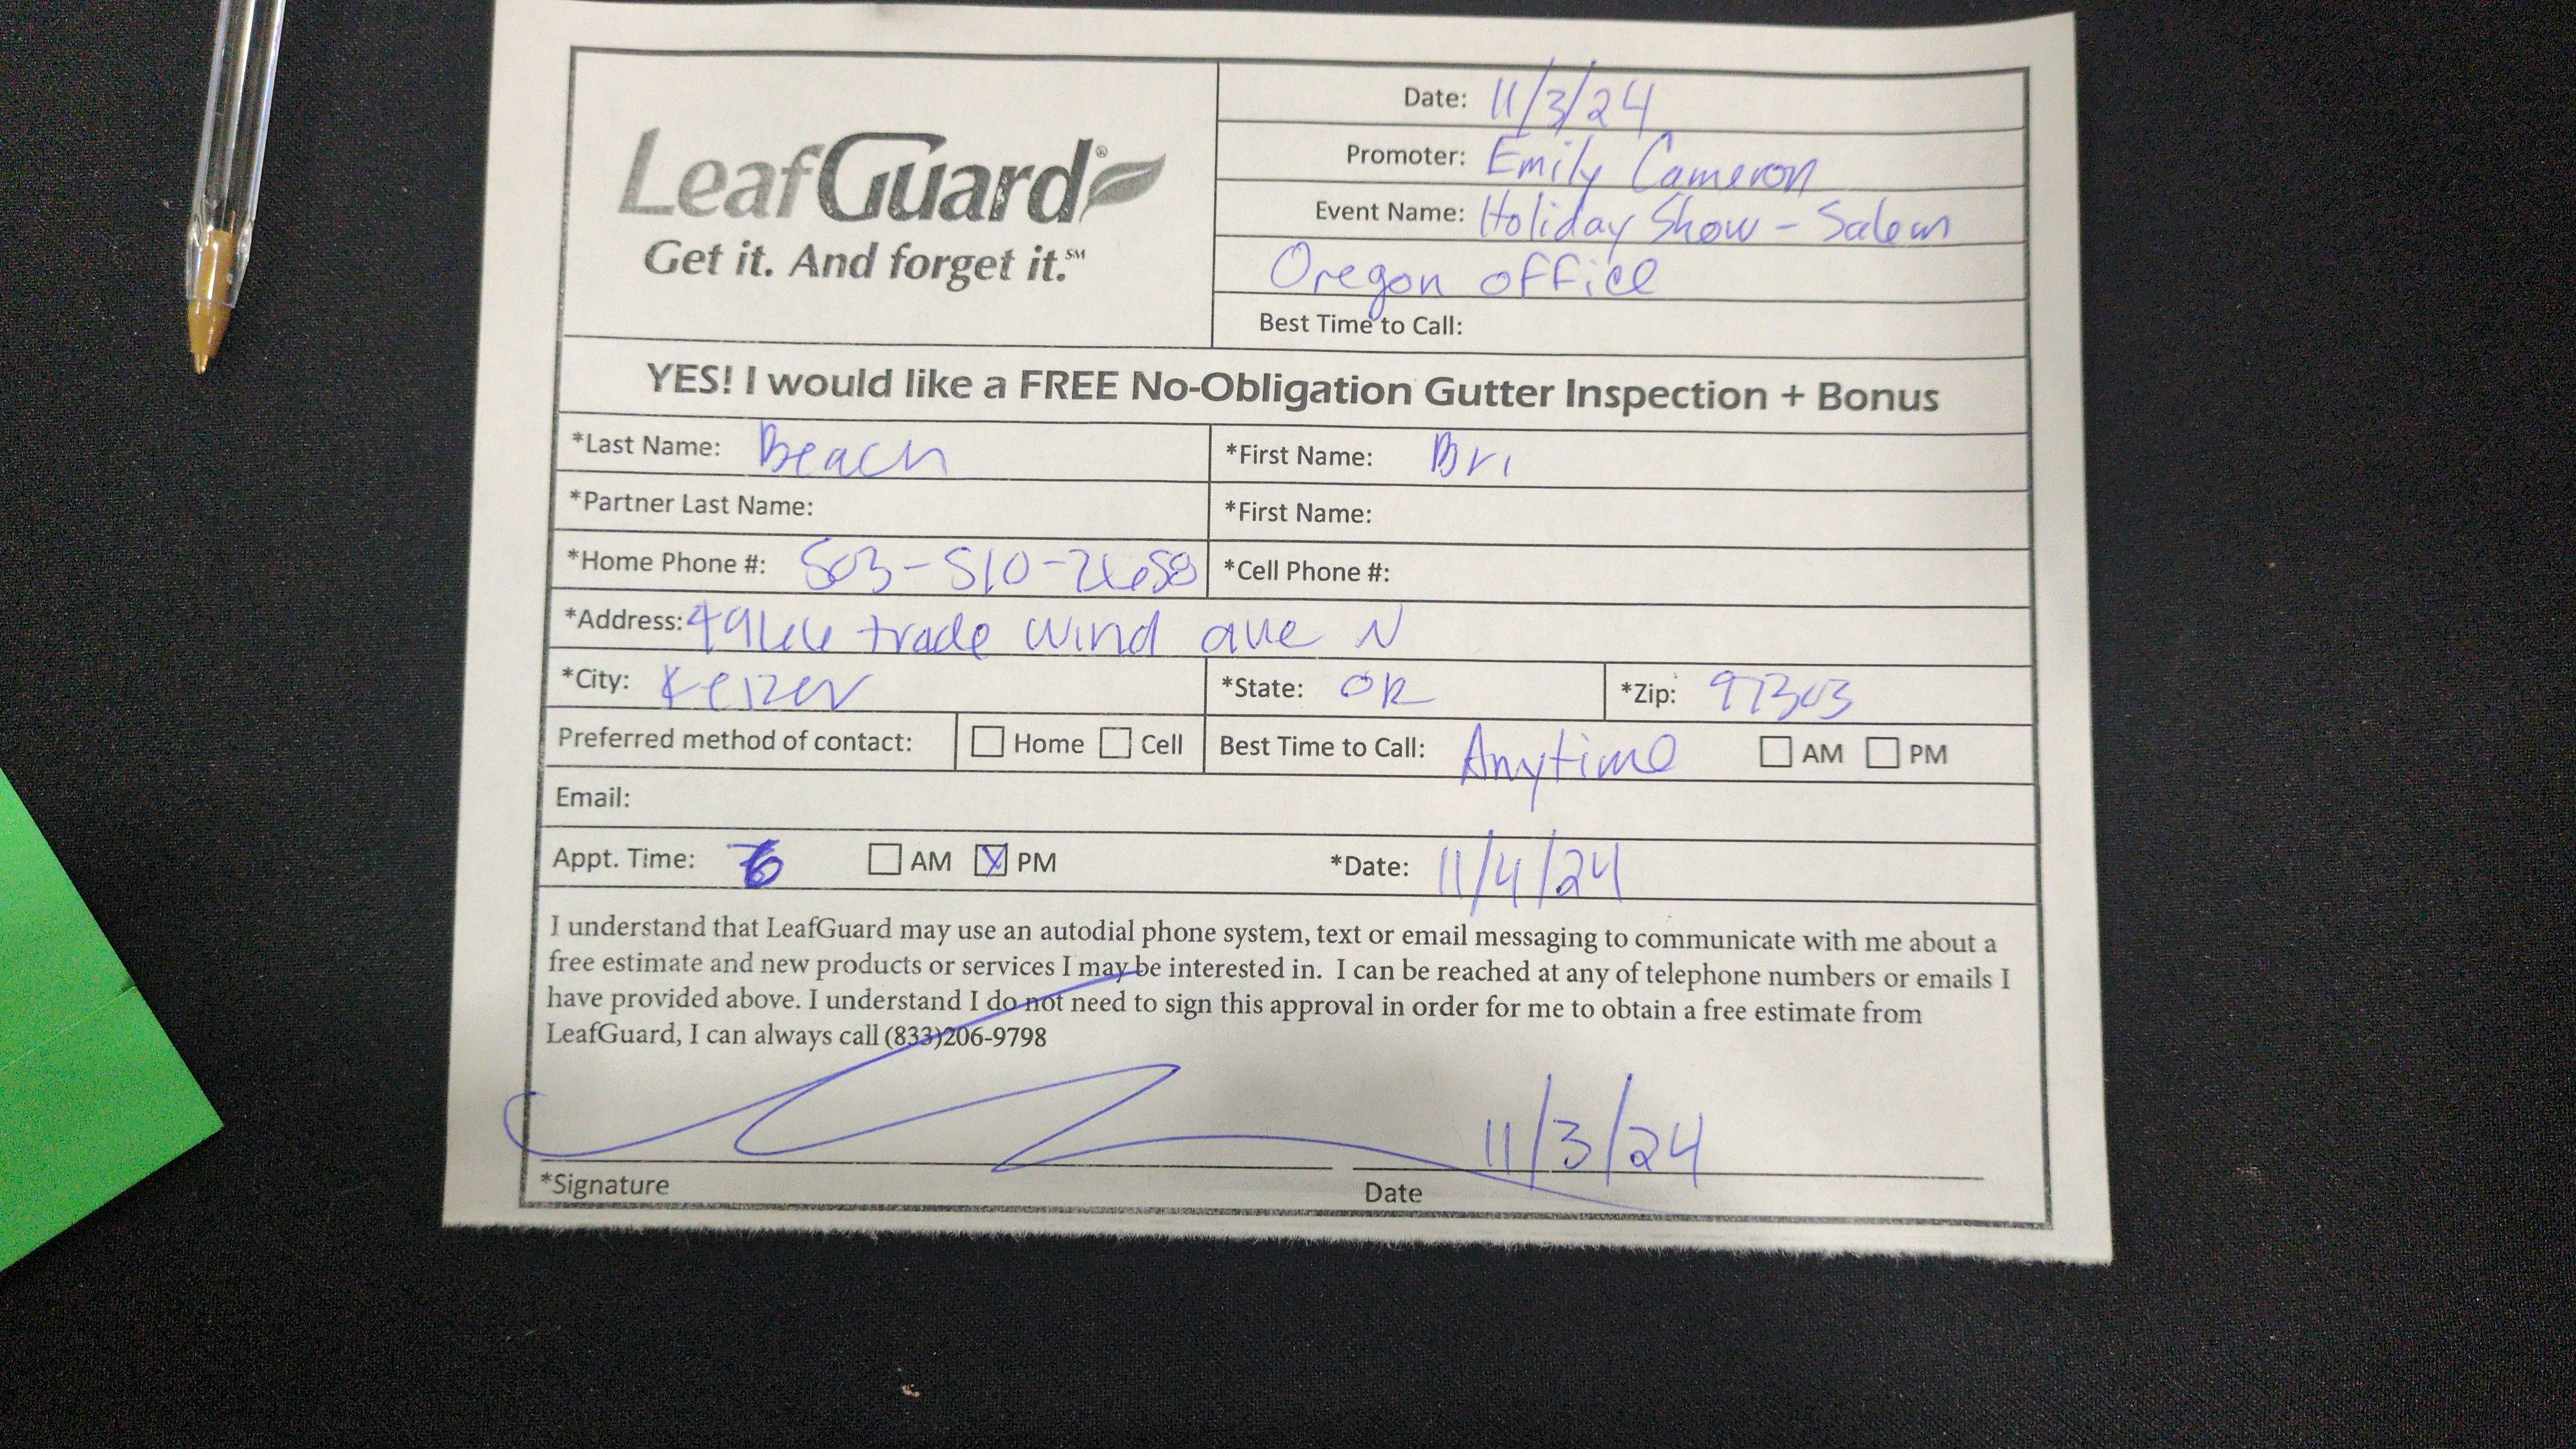 LeafGuard®
Get it. And forget it.℠
Date: 11/3/24
Promoter: Emily Cameron
Event Name: Holiday Show - Salem
Oregon office
Best Time to Call:
YES! I would like a FREE No-Obligation Gutter Inspection + Bonus
*Last Name: Beach *First Name: Bri
*Partner Last Name: *First Name:
*Home Phone #: 503-510- *Cell Phone #:
*Address: trade wind ave N
*City: Keizer *State: OR *Zip: 97303
Preferred method of contact: Home Cell Best Time to Call: Anytime AM PM
Email:
Appt. Time: 6 AM X PM *Date: 11/4/24
I understand that LeafGuard may use an autodial phone system, text or email messaging to communicate with me about a
free estimate and new products or services I may be interested in. I can be reached at any of telephone numbers or emails I
have provided above. I understand I do not need to sign this approval in order for me to obtain a free estimate from
LeafGuard, I can always call (833)206-9798
11/3/24
*Signature Date